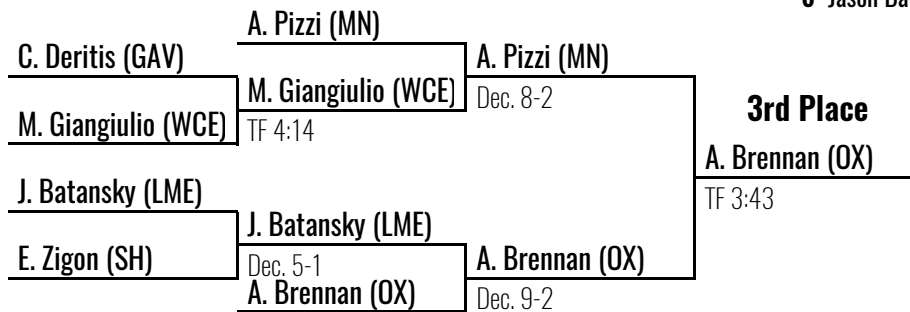 A. Pizzi (MN)
C. Deritis (GAV)
A. Pizzi (MN)
M. Giangiulio (WCE)
Dec. 8-2
M. Giangiulio (WCE)
TF 4:14
3rd Place
A. Brennan (OX)
J. Batansky (LME)
TF 3:43
J. Batansky (LME)
E. Zigon (SH)
Dec. 5-1
A. Brennan (OX)
A. Brennan (OX)
Dec. 9-2